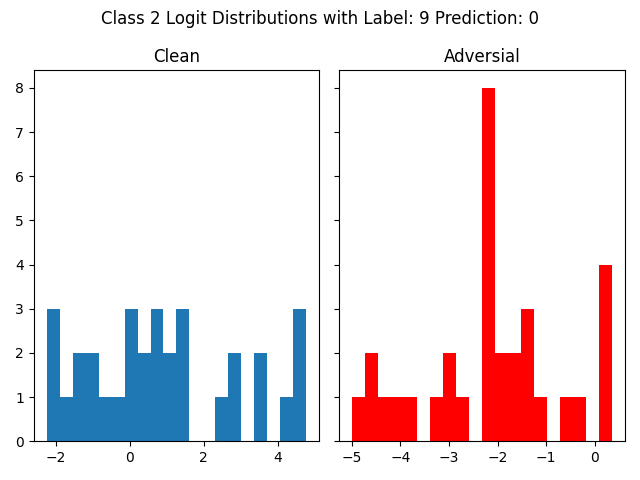 Class 2 Logit Distributions with Label: 9 Prediction: 0
Clean
Adversial
8
7
6
5
4
3
2
1
0
−2 0 2 4
−5 −4 −3 −2 −1 0